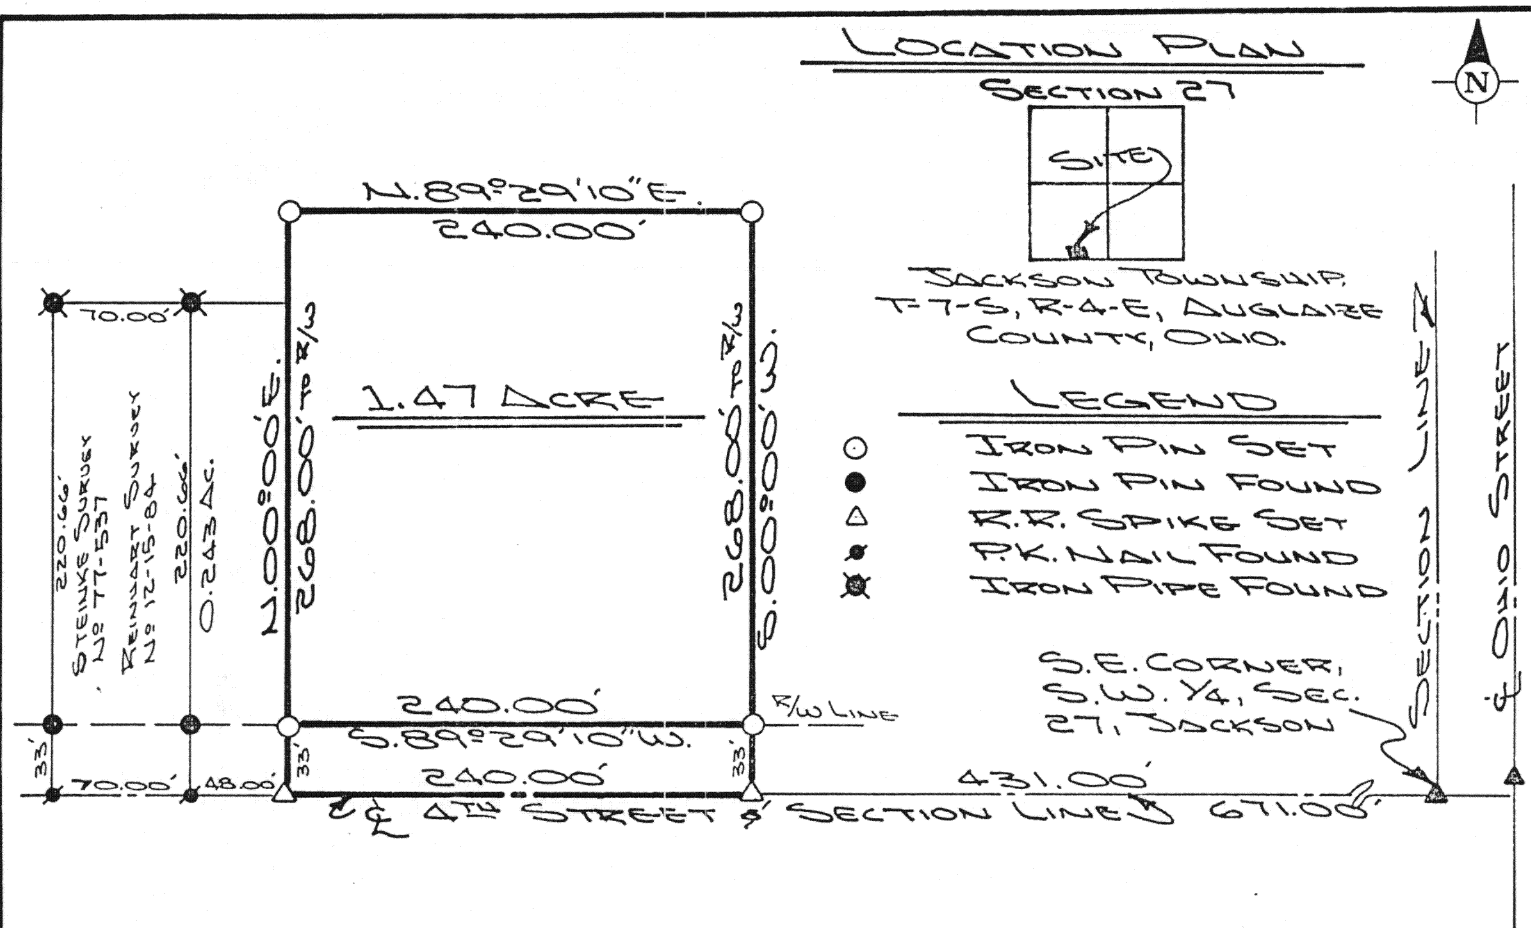 LOCATION PLAN
SECTION 27
N
SITE
JACKSON TOWNSHIP,
T-7-S, R-4-E, AUGLAIZE
COUNTY, OHIO.
N.89°29'10"E.
240.00'
70.00'
1.47 ACRE
N.00°00'E.
268.00' TO R/W
268.00' TO R/W
S.00°00'W.
220.66'
STEINKE SURVEY
No 77-537
REINHART SURVEY
No 12-15-84
220.66'
0.243 AC.
LEGEND
IRON PIN SET
IRON PIN FOUND
R.R. SPIKE SET
P.K. NAIL FOUND
IRON PIPE FOUND
SECTION LINE
℄ OHIO STREET
S.E. CORNER,
S.W. 1/4, SEC.
27, JACKSON
240.00'
R/W LINE
S.89°29'10"W.
33'
33'
33'
70.00'
48.00'
240.00'
431.00'
℄ 4TH STREET & SECTION LINE
671.00'